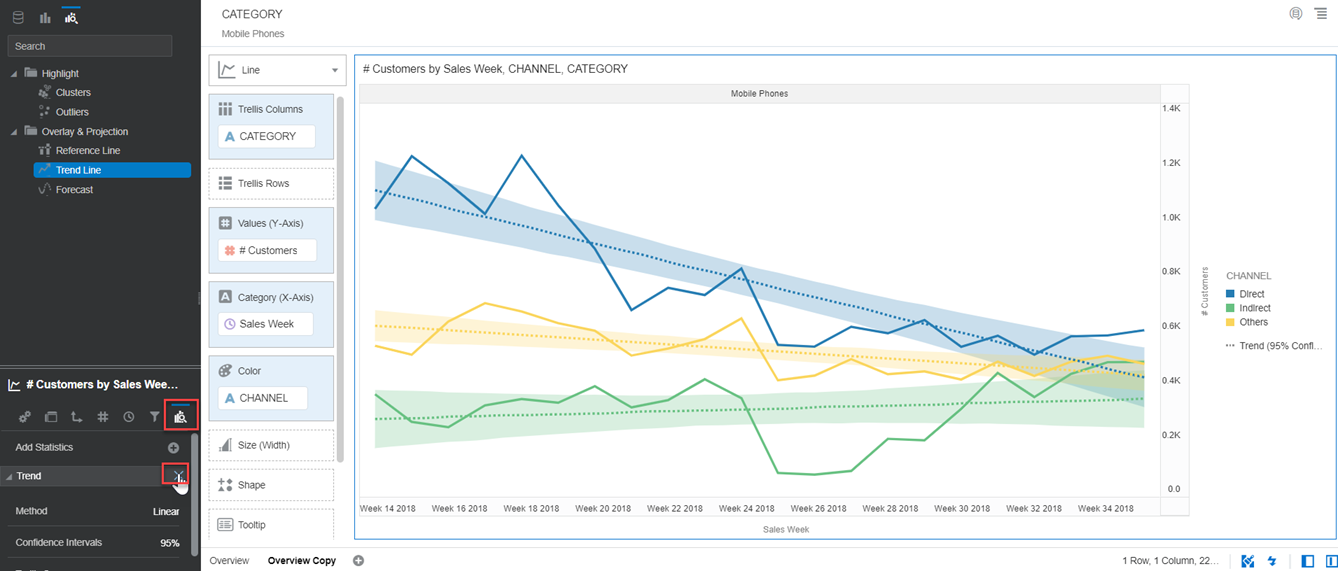 Search
Highlight
Clusters
Outliers
Overlay & Projection
Reference Line
Trend Line
Forecast
# Customers by Sales Wee...
Add Statistics
Trend
Method
Linear
Confidence Intervals
95%
CATEGORY
Mobile Phones
Line
Trellis Columns
A CATEGORY
Trellis Rows
Values (Y-Axis)
# Customers
Category (X-Axis)
Sales Week
Color
A CHANNEL
Size (Width)
Shape
Tooltip
# Customers by Sales Week, CHANNEL, CATEGORY
Mobile Phones
1.4K
1.2K
1.0K
0.8K
0.6K
0.4K
0.2K
0.0
# Customers
Week 14 2018
Week 16 2018
Week 18 2018
Week 20 2018
Week 22 2018
Week 24 2018
Week 26 2018
Week 28 2018
Week 30 2018
Week 32 2018
Week 34 2018
Sales Week
CHANNEL
Direct
Indirect
Others
Trend (95% Confi...
Overview
Overview Copy
1 Row, 1 Column, 22...